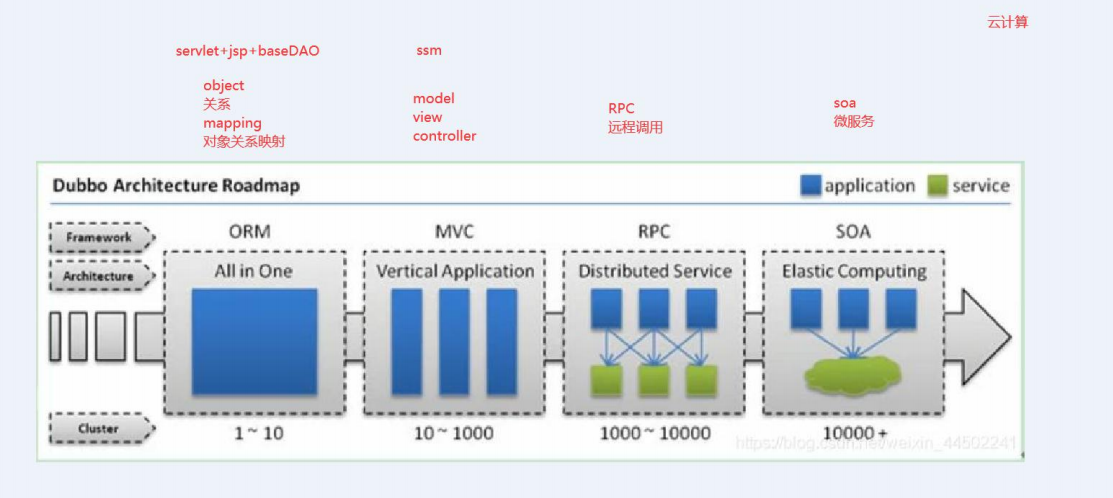 云计算
servlet+jsp+baseDAO
ssm
object
关系
mapping
对象关系映射
model
view
controller
RPC
远程调用
soa
微服务
Dubbo Architecture Roadmap
application
service
Framework
ORM
MVC
RPC
SOA
Architecture
All in One
Vertical Application
Distributed Service
Elastic Computing
Cluster
1 ~ 10
10 ~ 1000
1000 ~ 10000
10000 +
https://blog.csdn.net/weixin_44502241